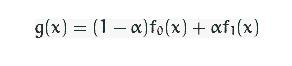 g(x) = (1 − α)f₀(x) + αf₁(x)